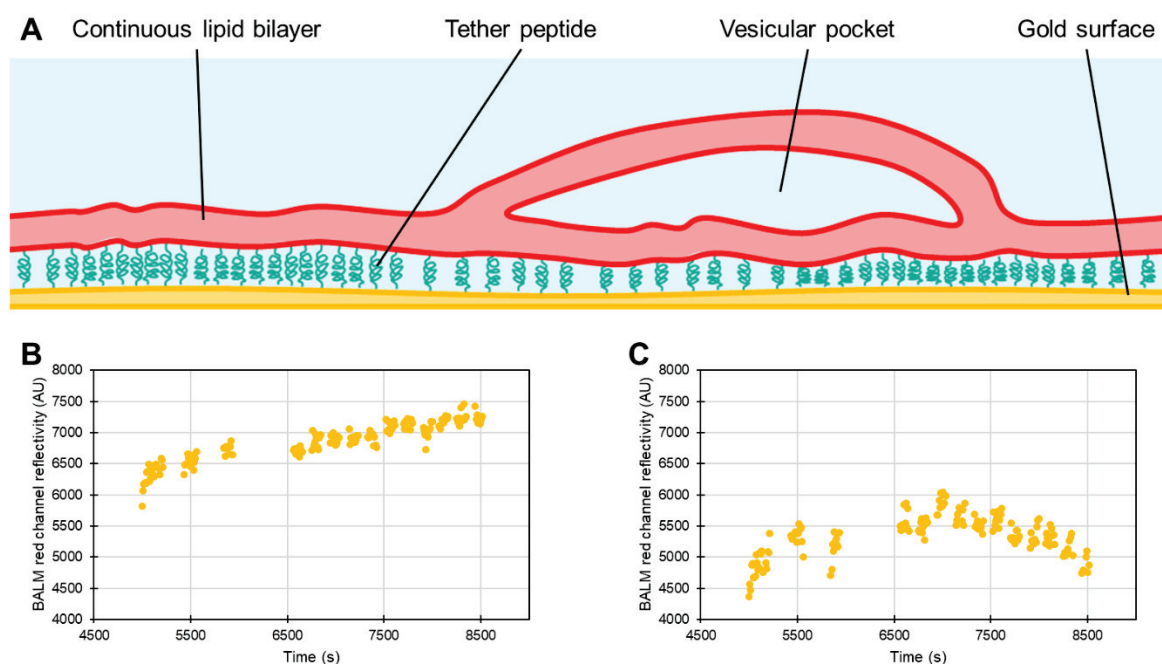 A
Continuous lipid bilayer
Tether peptide
Vesicular pocket
Gold surface
B
BALM red channel reflectivity (AU)
8000
7500
7000
6500
6000
5500
5000
4500
4000
4500 5500 6500 7500 8500
Time (s)
C
BALM red channel reflectivity (AU)
8000
7500
7000
6500
6000
5500
5000
4500
4000
4500 5500 6500 7500 8500
Time (s)